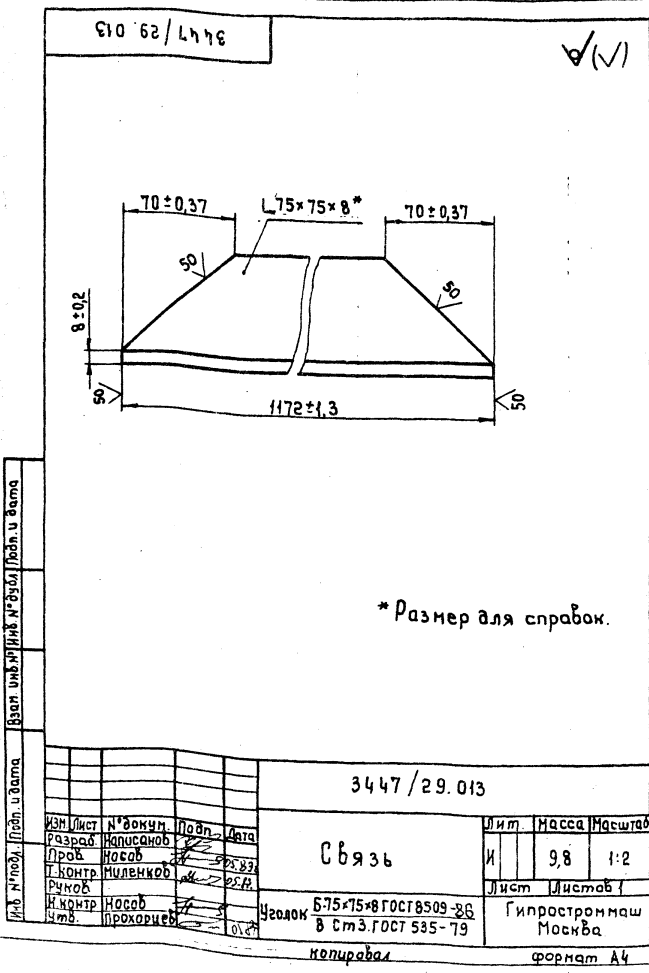 3447/29.013
√(√)
70±0,37
L 75×75×8*
70±0,37
50
50
8±0,2
50
50
1172±1,3
* Размер для справок.
Подп. и дата
Инв. № дубл.
Взам. инв. №
Подп. и дата
Инв. № подл.
3447/29.013
Изм Лист № докум. Подп. Дата
Разраб. Написанов
Пров. Носов
Т.контр. Миленков
Руков.
Н.контр. Носов
Утв. Прохорцев
Связь
Лит. Масса Масштаб
И 9,8 1:2
Лист Листов 1
Уголок Б-75×75×8 ГОСТ 8509-86
В Ст3. ГОСТ 535-79
Гипростроммаш
Москва
Копировал Формат А4